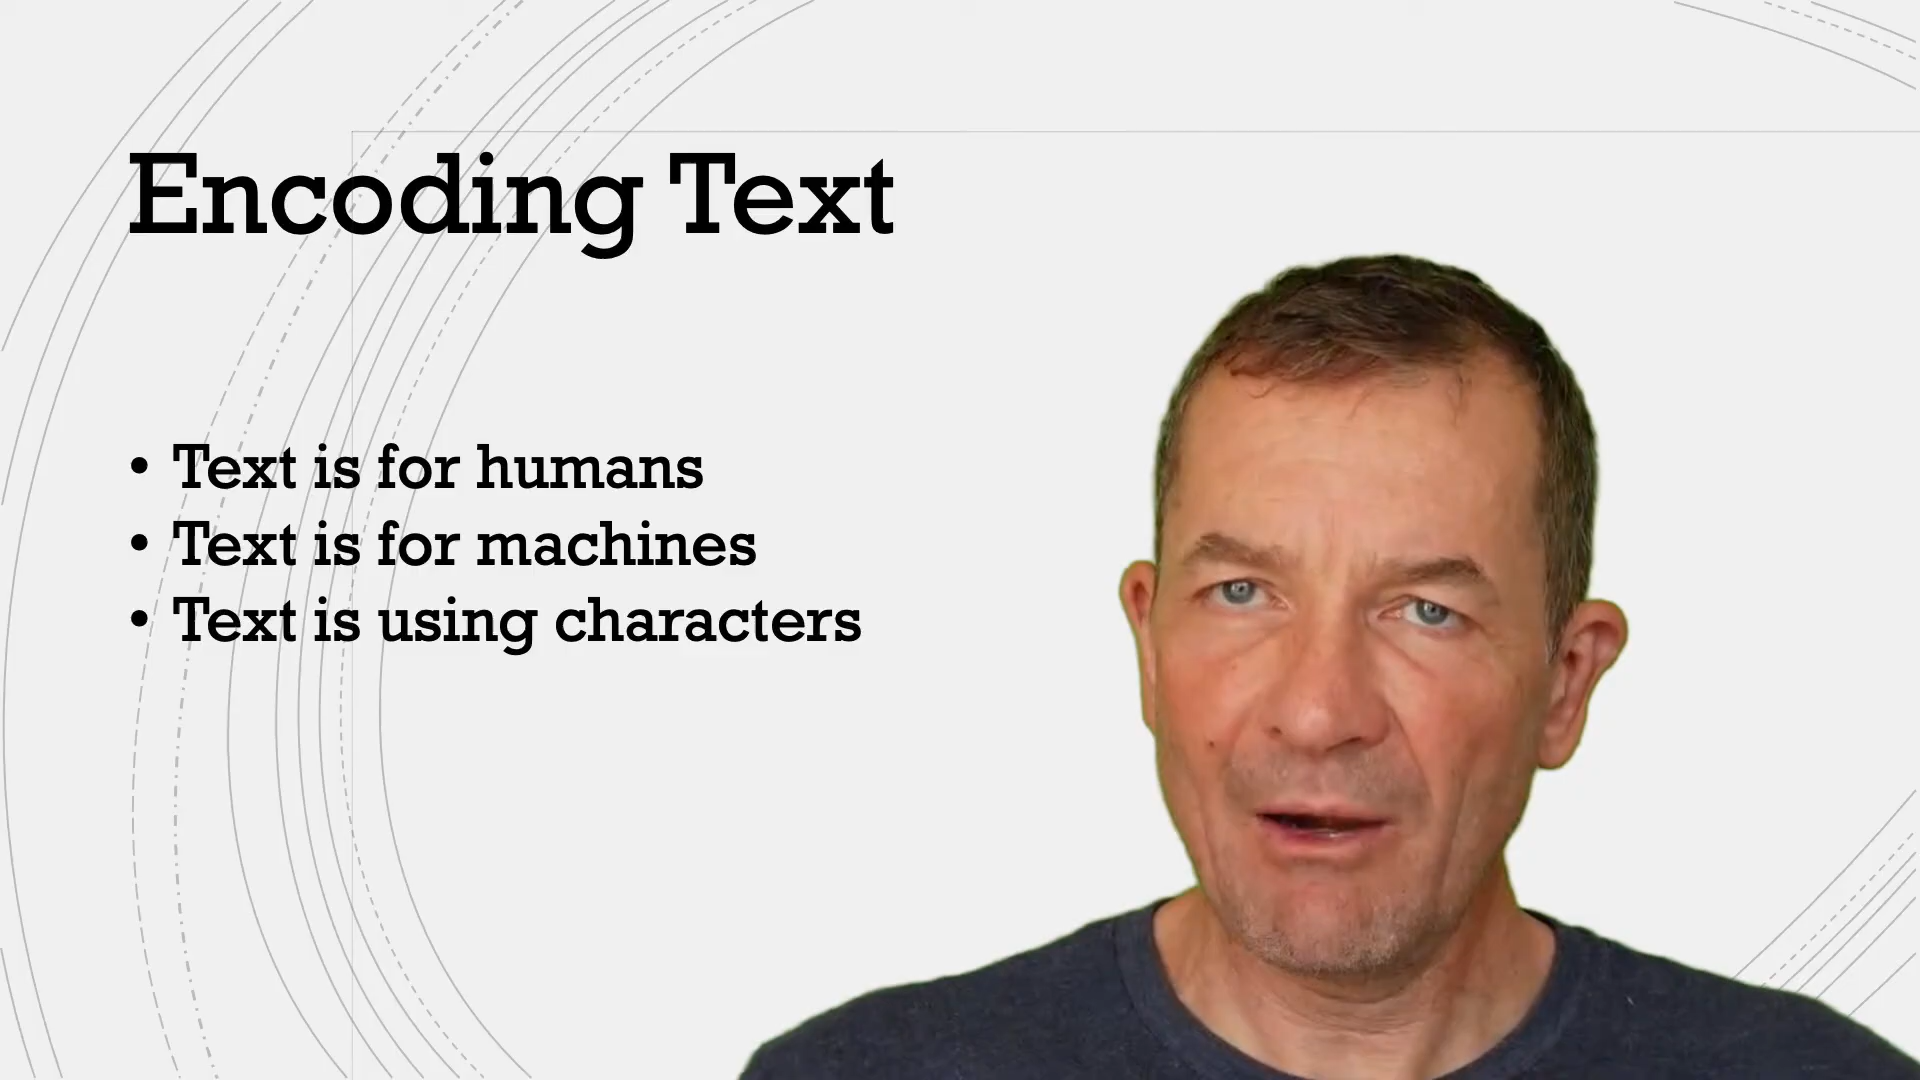 Encoding Text
• Text is for humans
• Text is for machines
• Text is using characters